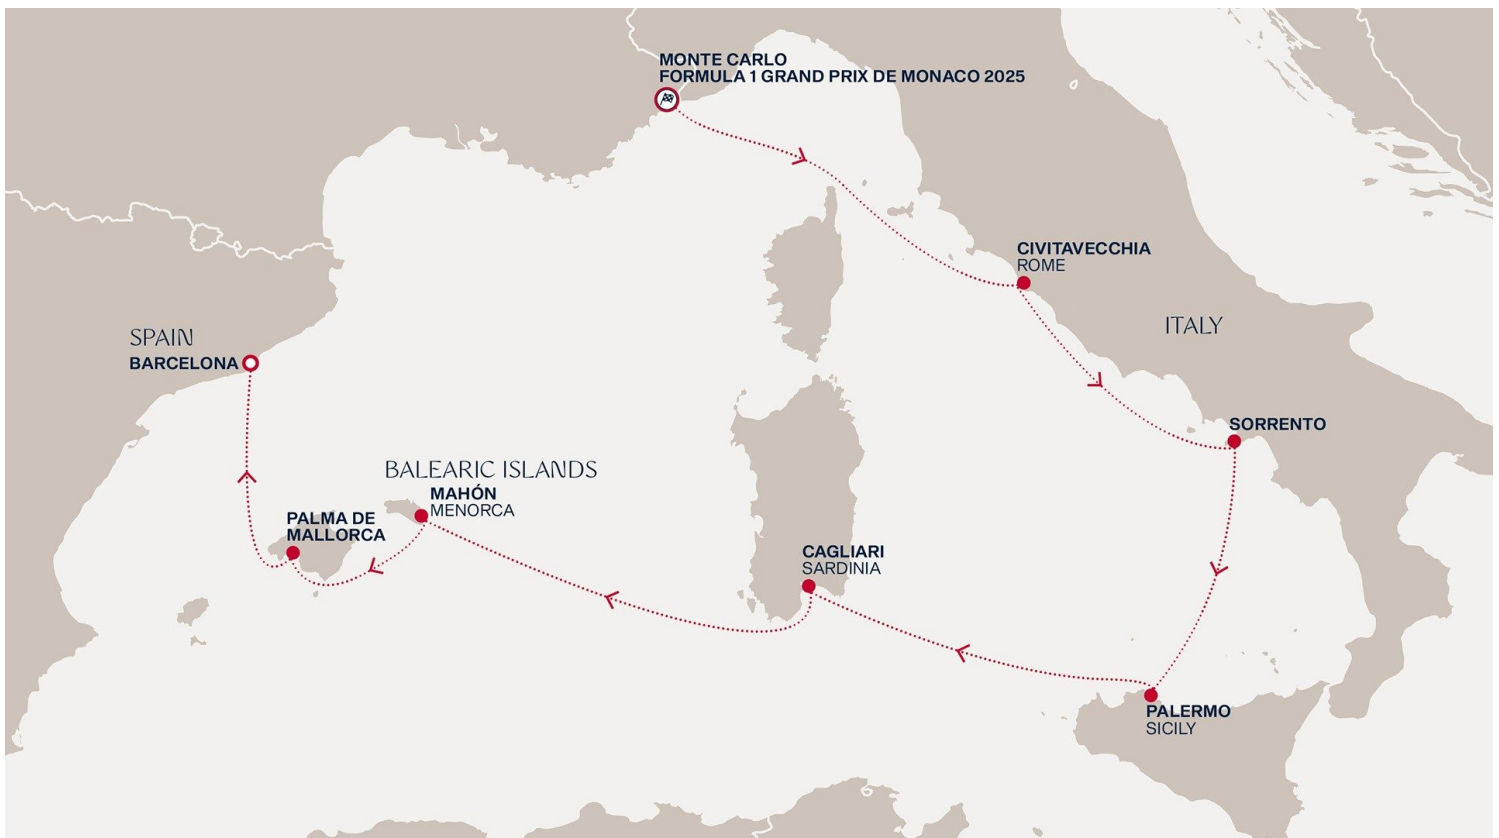 MONTE CARLO
FORMULA 1 GRAND PRIX DE MONACO 2025
CIVITAVECCHIA
ROME
ITALY
SPAIN
BARCELONA
SORRENTO
BALEARIC ISLANDS
MAHÓN
MENORCA
PALMA DE
MALLORCA
CAGLIARI
SARDINIA
PALERMO
SICILY